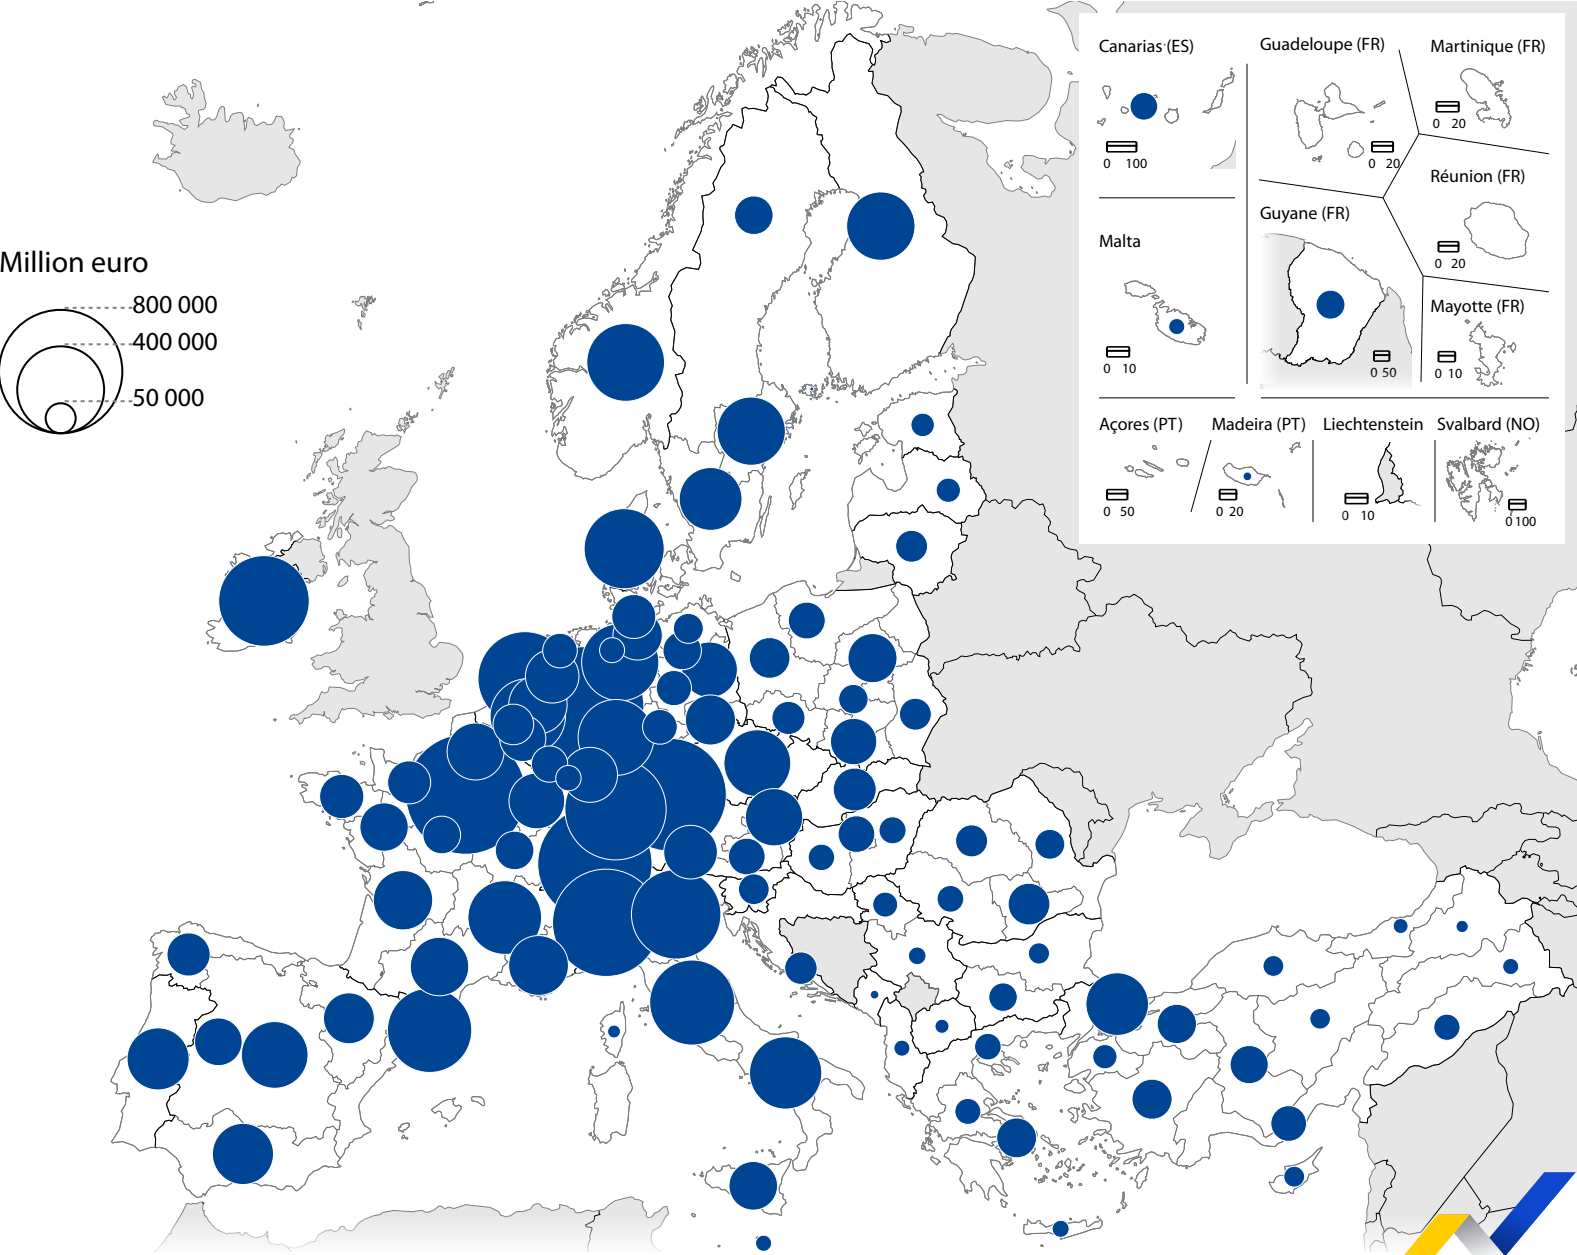 Million euro
800 000
400 000
50 000
Canarias (ES)
0 100
Guadeloupe (FR)
0 20
Martinique (FR)
0 20
Réunion (FR)
0 20
Guyane (FR)
0 50
Malta
0 10
Mayotte (FR)
0 10
Açores (PT)
0 50
Madeira (PT)
0 20
Liechtenstein
0 10
Svalbard (NO)
0 100